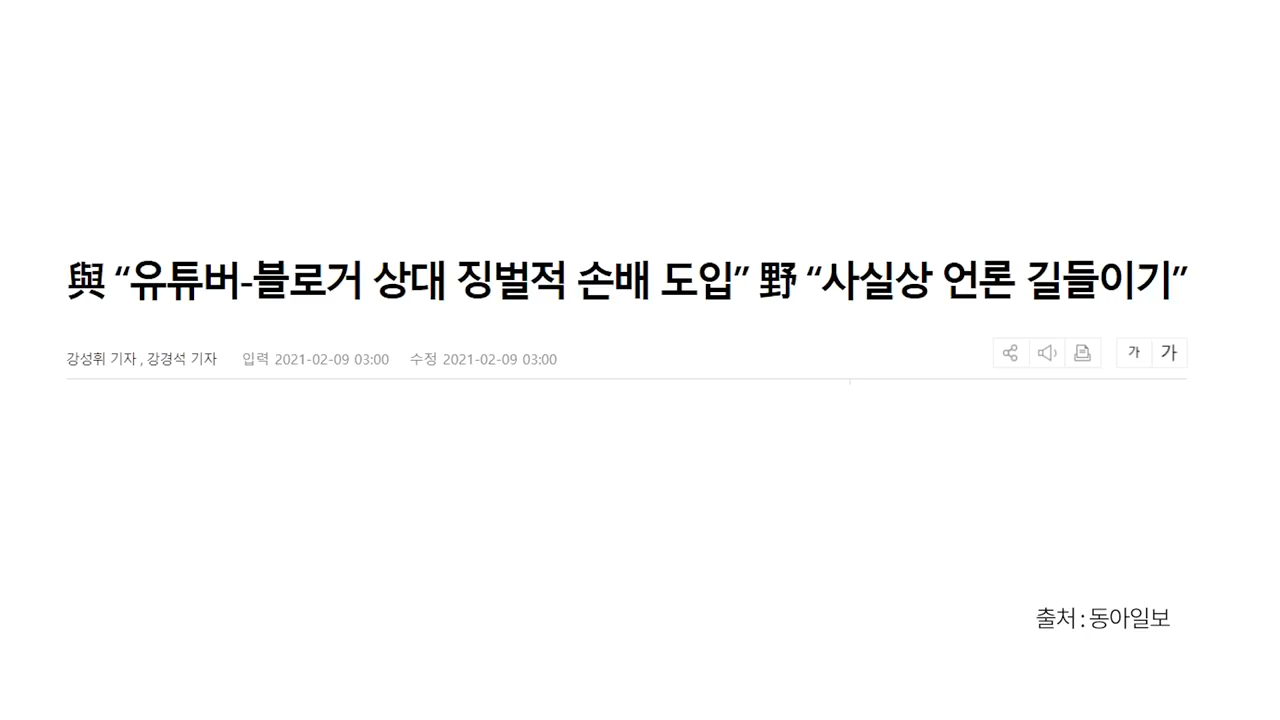 與 “유튜버-블로거 상대 징벌적 손배 도입” 野 “사실상 언론 길들이기”
강성휘 기자 , 강경석 기자 입력 2021-02-09 03:00 수정 2021-02-09 03:00 가 가
출처 : 동아일보